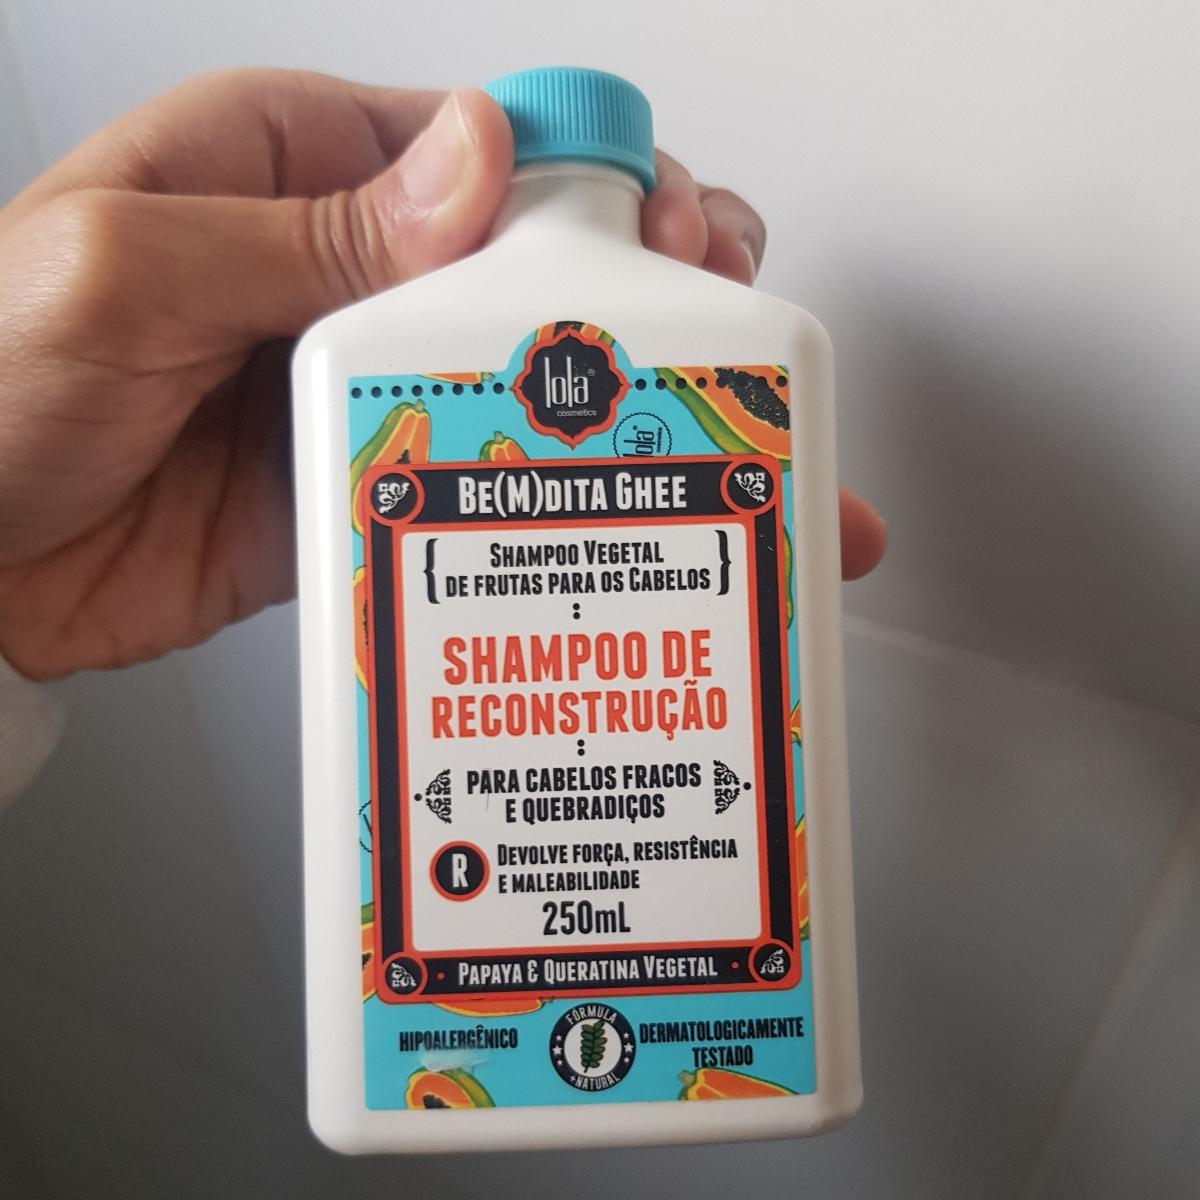 lola®
cosmetics
lola®
BE(M)DITA GHEE
{ SHAMPOO VEGETAL
DE FRUTAS PARA OS CABELOS }
:
SHAMPOO DE
RECONSTRUÇÃO
:
PARA CABELOS FRACOS
E QUEBRADIÇOS
R DEVOLVE FORÇA, RESISTÊNCIA
E MALEABILIDADE
250mL
• PAPAYA & QUERATINA VEGETAL •
HIPOALERGÊNICO
FÓRMULA
+NATURAL
DERMATOLOGICAMENTE
TESTADO